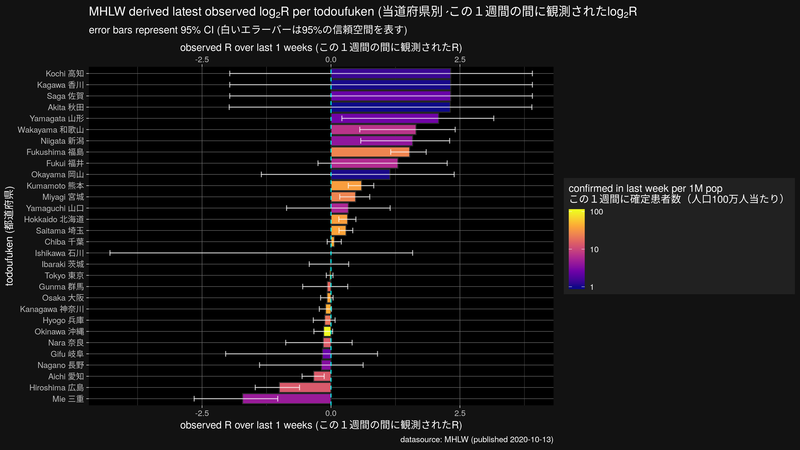 MHLW derived latest observed log₂R per todoufuken (当道府県別 この１週間の間に観測されたlog₂R
error bars represent 95% CI (白いエラーバーは95%の信頼空間を表す)
observed R over last 1 weeks (この１週間の間に観測されたR)
-2.5 0.0 2.5
todoufuken (都道府県)
Kochi 高知
Kagawa 香川
Saga 佐賀
Akita 秋田
Yamagata 山形
Wakayama 和歌山
Niigata 新潟
Fukushima 福島
Fukui 福井
Okayama 岡山
Kumamoto 熊本
Miyagi 宮城
Yamaguchi 山口
Hokkaido 北海道
Saitama 埼玉
Chiba 千葉
Ishikawa 石川
Ibaraki 茨城
Tokyo 東京
Gunma 群馬
Osaka 大阪
Kanagawa 神奈川
Hyogo 兵庫
Okinawa 沖縄
Nara 奈良
Gifu 岐阜
Nagano 長野
Aichi 愛知
Hiroshima 広島
Mie 三重
-2.5 0.0 2.5
observed R over last 1 weeks (この１週間の間に観測されたR)
datasource: MHLW (published 2020-10-13)
confirmed in last week per 1M pop
この１週間に確定患者数（人口100万人当たり）
100
10
1